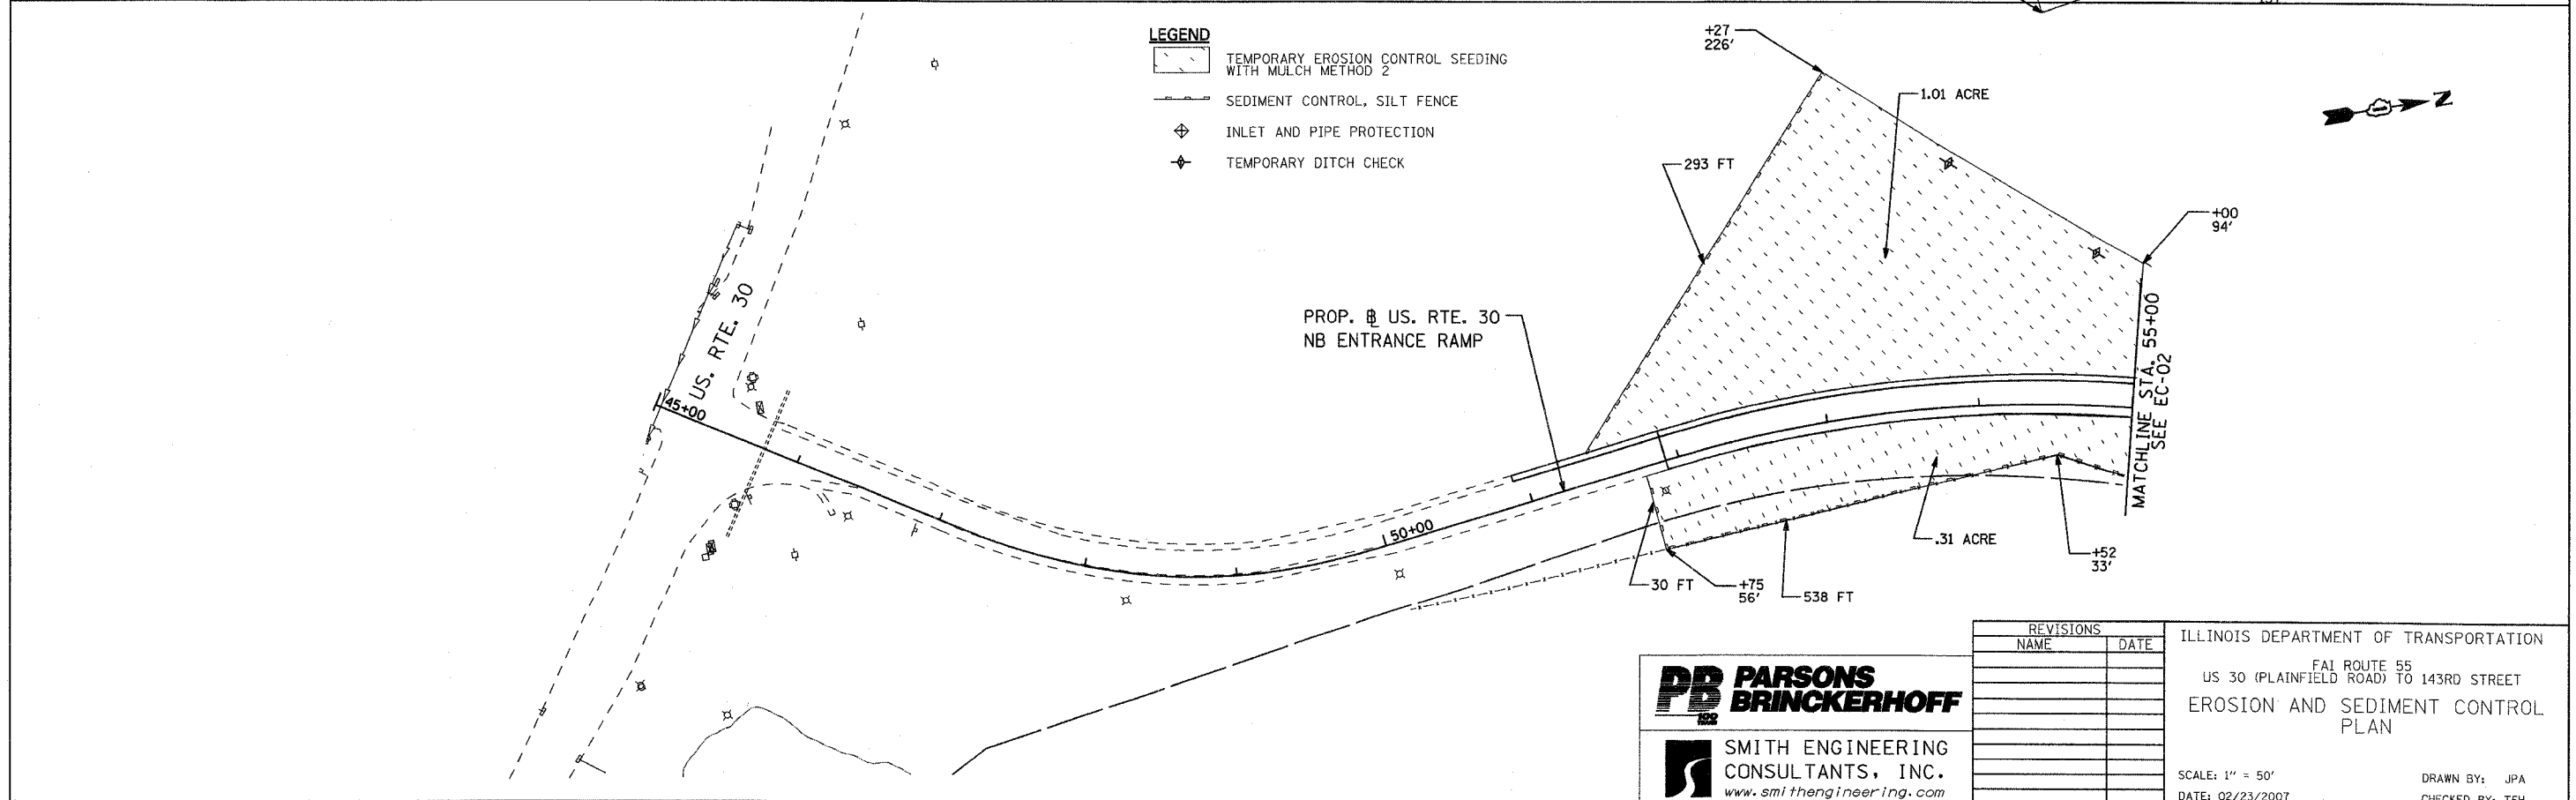 LEGEND
TEMPORARY EROSION CONTROL SEEDING
WITH MULCH METHOD 2
SEDIMENT CONTROL, SILT FENCE
INLET AND PIPE PROTECTION
TEMPORARY DITCH CHECK
+27
226'
1.01 ACRE
N
293 FT
+00
94'
US. RTE. 30
45+00
PROP. ℄ US. RTE. 30
NB ENTRANCE RAMP
MATCHLINE STA. 55+00
SEE EC-02
50+00
.31 ACRE
+52
33'
30 FT
+75
56'
538 FT
PB PARSONS
BRINCKERHOFF
100
SMITH ENGINEERING
CONSULTANTS, INC.
www.smithengineering.com
REVISIONS
NAME DATE
ILLINOIS DEPARTMENT OF TRANSPORTATION
FAI ROUTE 55
US 30 (PLAINFIELD ROAD) TO 143RD STREET
EROSION AND SEDIMENT CONTROL
PLAN
SCALE: 1" = 50'
DRAWN BY: JPA
DATE: 02/23/2007
CHECKED BY: